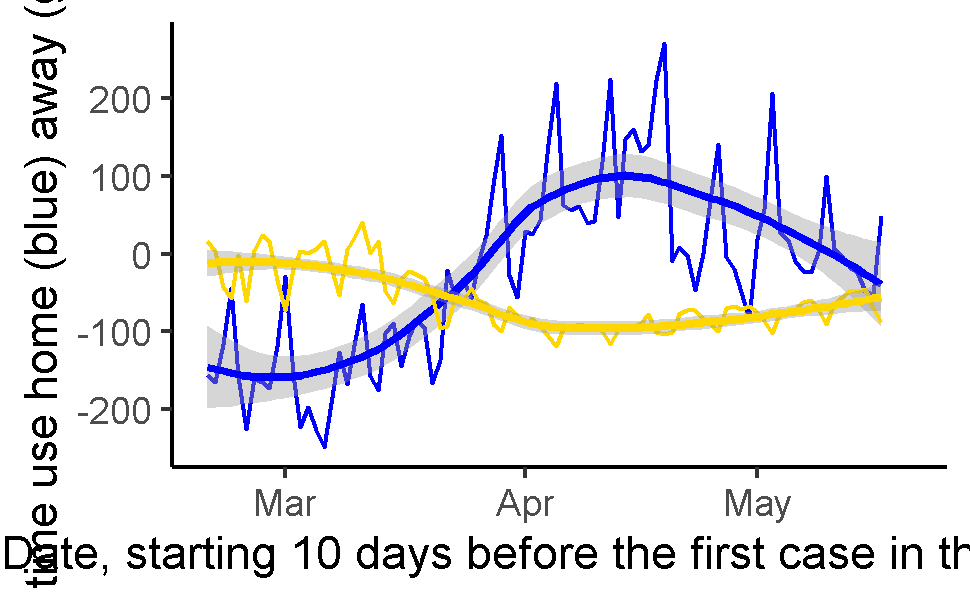 time use home (blue) away (
200
100
0
-100
-200
Mar Apr May
Date, starting 10 days before the first case in th